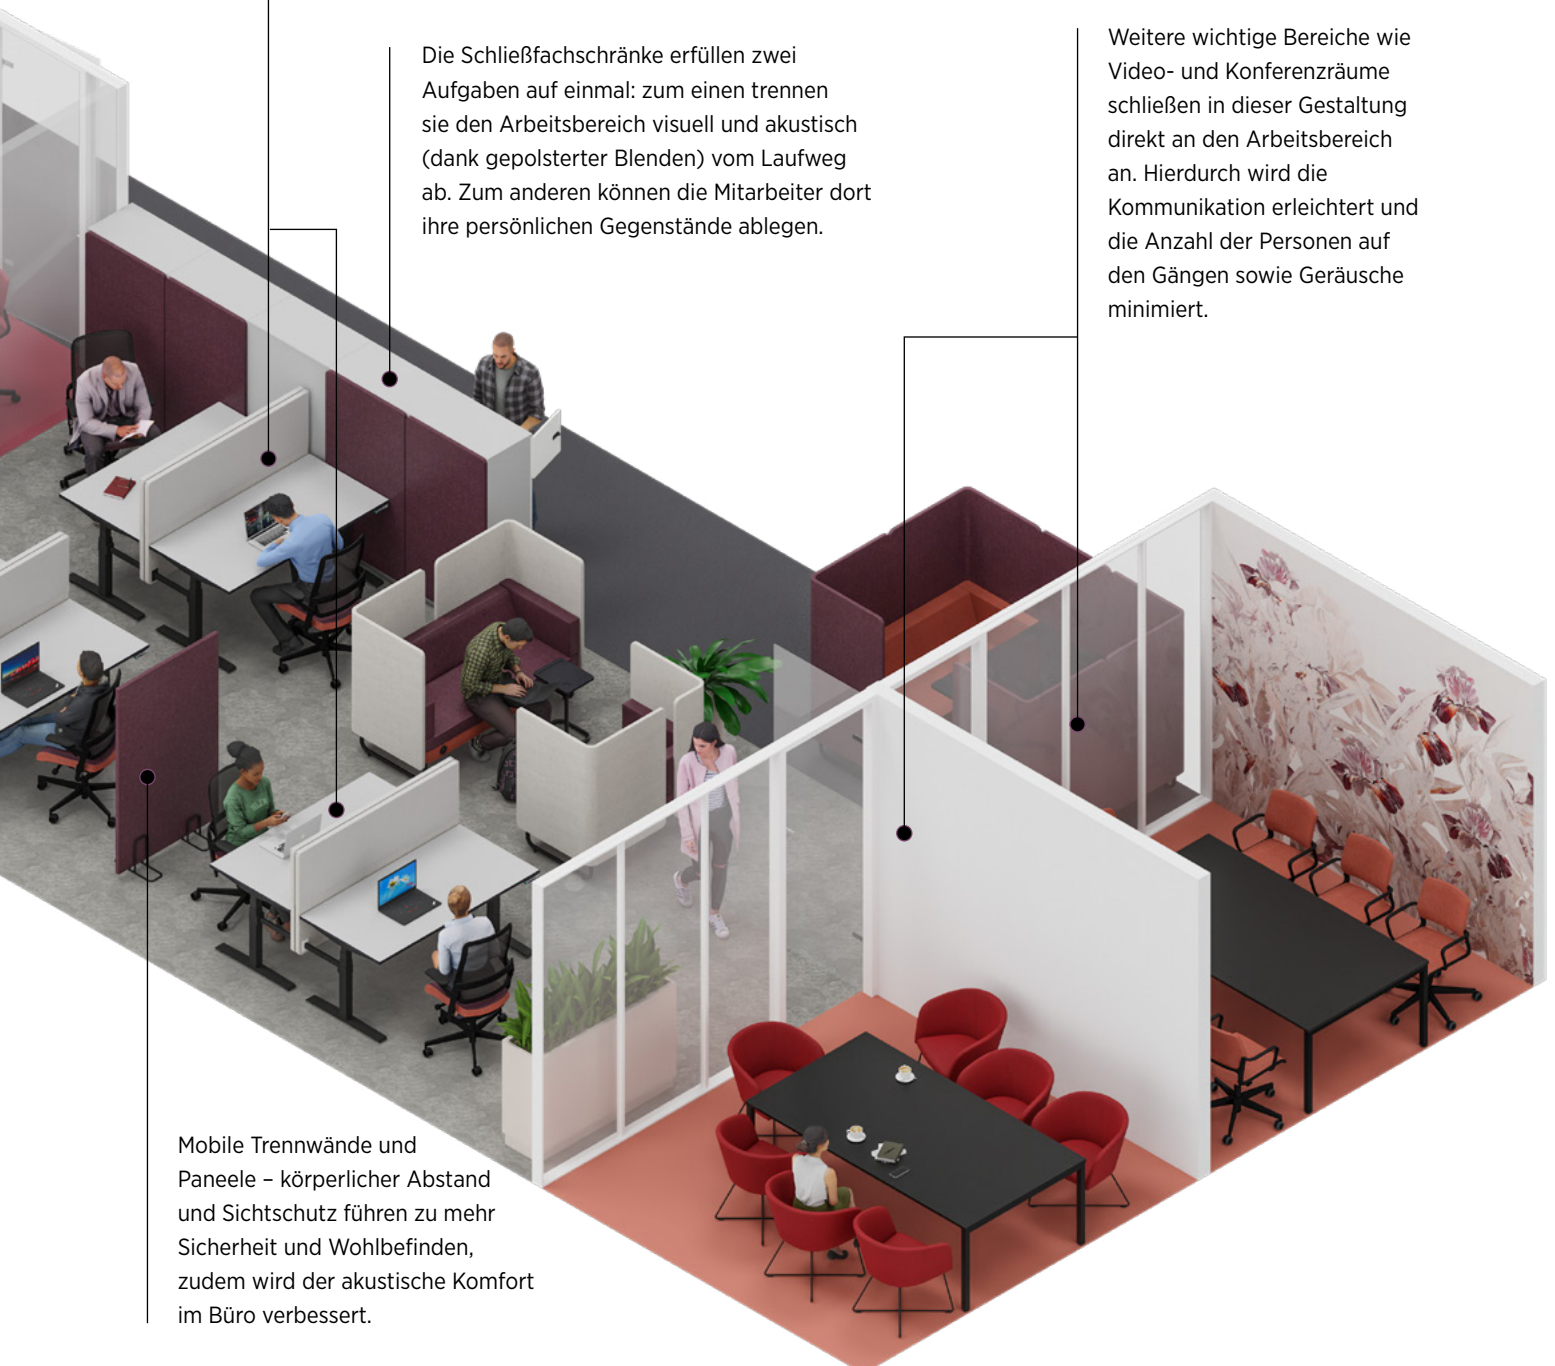 Die Schließfachschränke erfüllen zwei
Aufgaben auf einmal: zum einen trennen
sie den Arbeitsbereich visuell und akustisch
(dank gepolsterter Blenden) vom Laufweg
ab. Zum anderen können die Mitarbeiter dort
ihre persönlichen Gegenstände ablegen.
Weitere wichtige Bereiche wie
Video- und Konferenzräume
schließen in dieser Gestaltung
direkt an den Arbeitsbereich
an. Hierdurch wird die
Kommunikation erleichtert und
die Anzahl der Personen auf
den Gängen sowie Geräusche
minimiert.
Mobile Trennwände und
Paneele – körperlicher Abstand
und Sichtschutz führen zu mehr
Sicherheit und Wohlbefinden,
zudem wird der akustische Komfort
im Büro verbessert.